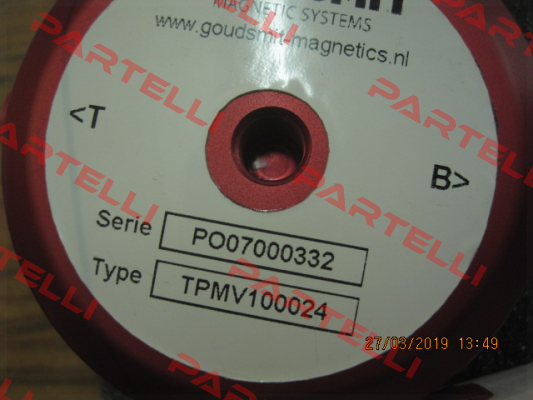 MAGNETIC SYSTEMS
www.goudsmit-magnetics.nl
<T
B>
Serie PO07000332
Type TPMV100024
27/03/2019 13:49
PARTELLI
PARTELLI
PARTELLI
PARTELLI
PARTELLI
PARTELLI